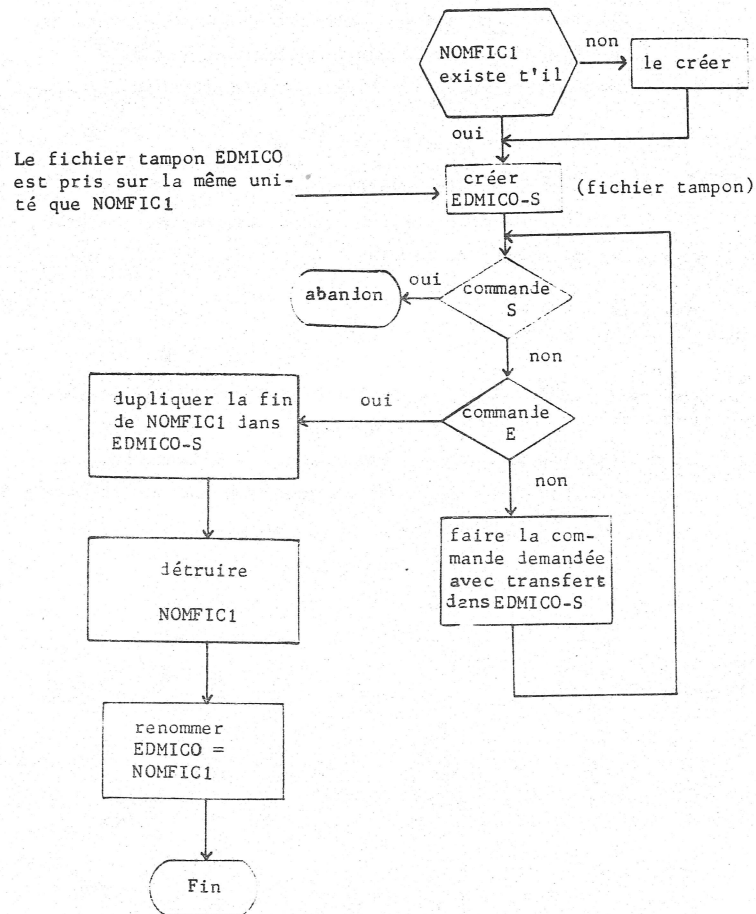 NOMFIC1
existe t'il
non
le créer
oui
Le fichier tampon EDMICO
est pris sur la même uni-
té que NOMFIC1
créer
EDMICO-S
(fichier tampon)
commande
S
oui
abandon
non
commande
E
oui
dupliquer la fin
de NOMFIC1 dans
EDMICO-S
non
faire la com-
mande demandée
avec transfert
dans EDMICO-S
détruire
NOMFIC1
renommer
EDMICO =
NOMFIC1
Fin